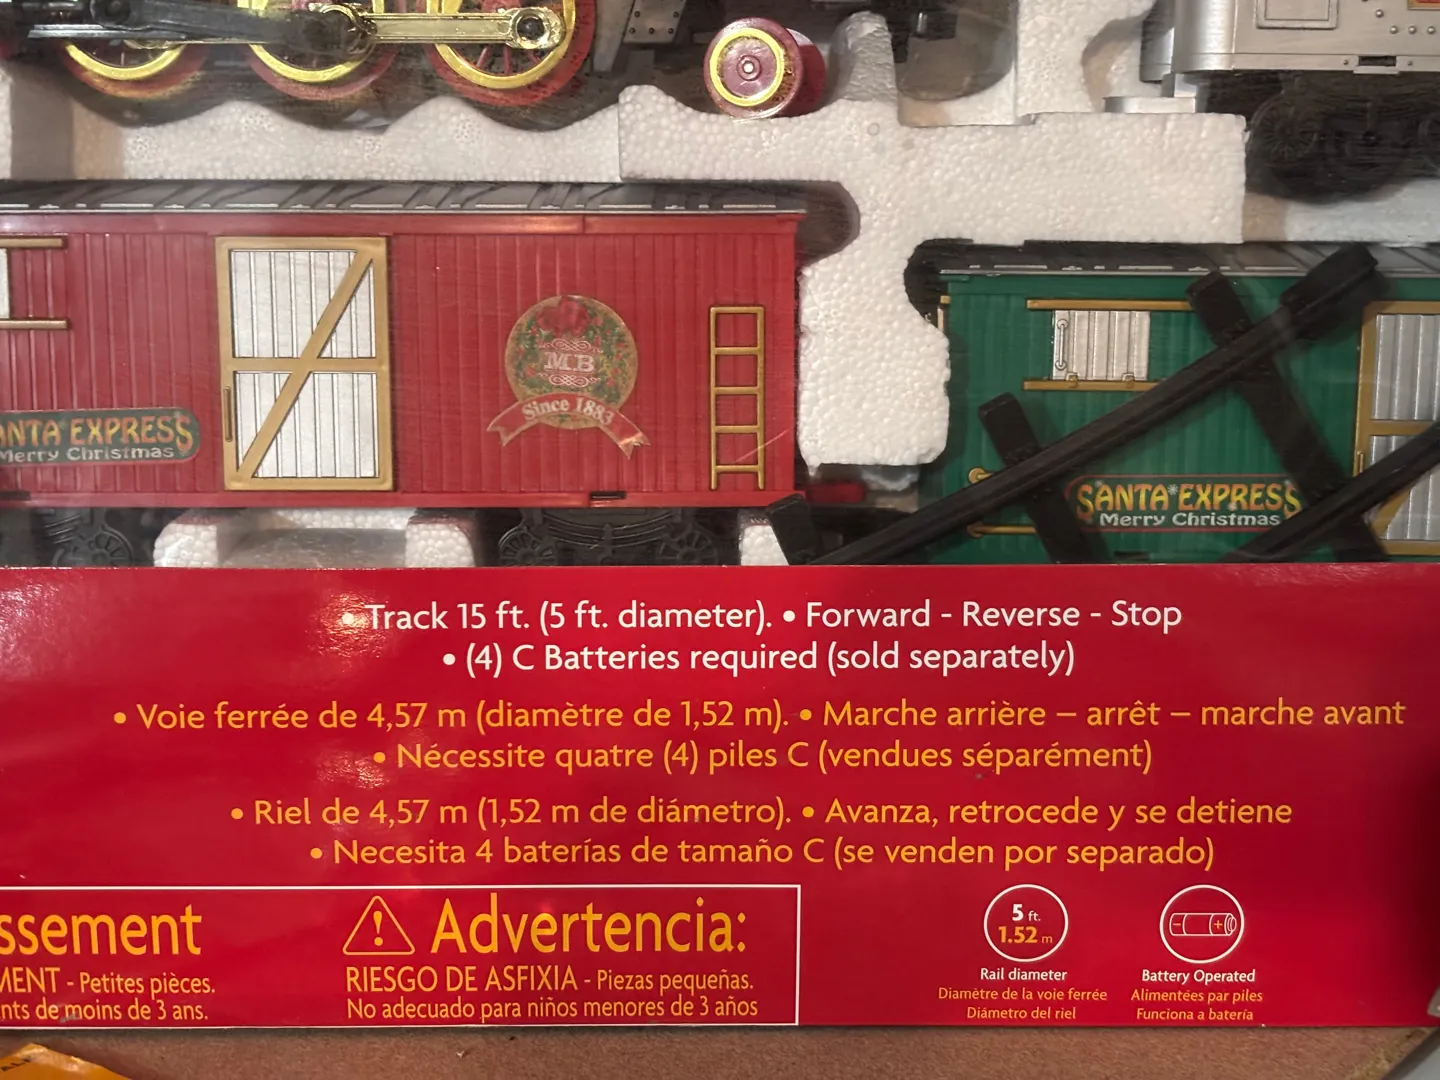 MB
Since 1883
ANTA EXPRESS
Merry Christmas
SANTA EXPRESS
Merry Christmas
• Track 15 ft. (5 ft. diameter). • Forward - Reverse - Stop
• (4) C Batteries required (sold separately)
• Voie ferrée de 4,57 m (diamètre de 1,52 m). • Marche arrière – arrêt – marche avant
• Nécessite quatre (4) piles C (vendues séparément)
• Riel de 4,57 m (1,52 m de diámetro). • Avanza, retrocede y se detiene
• Necesita 4 baterías de tamaño C (se venden por separado)
ssement
MENT - Petites pièces.
nts de moins de 3 ans.
Advertencia:
RIESGO DE ASFIXIA - Piezas pequeñas.
No adecuado para niños menores de 3 años
5 ft.
1.52 m
Rail diameter
Diamètre de la voie ferrée
Diámetro del riel
Battery Operated
Alimentées par piles
Funciona a batería